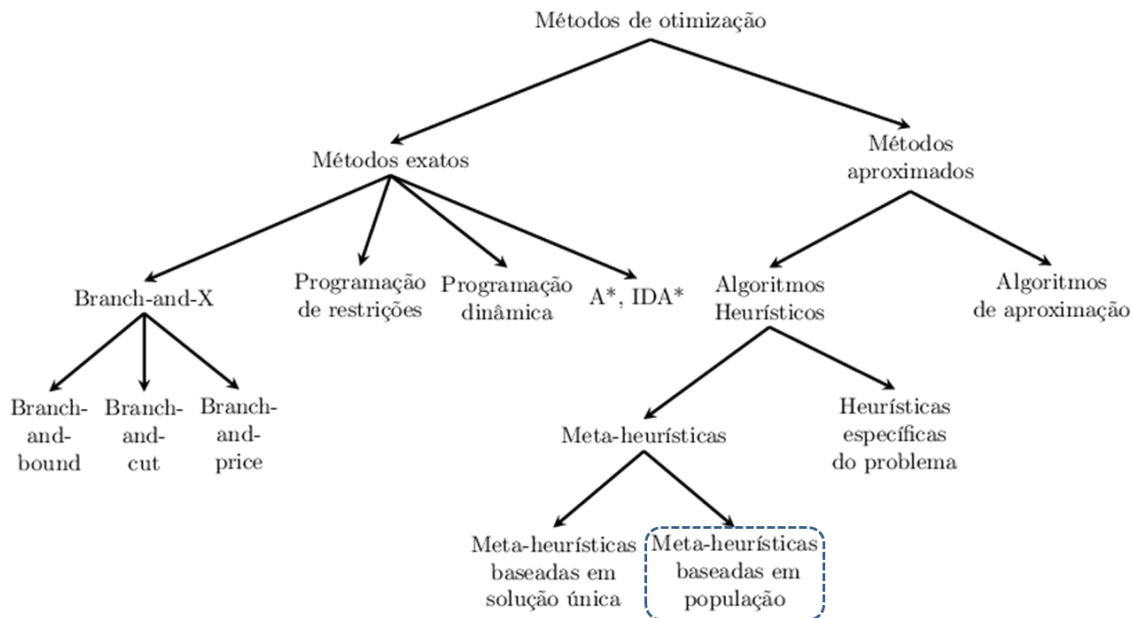 Métodos de otimização
Métodos exatos
Métodos
aproximados
Branch-and-X
Programação
de restrições
Programação
dinâmica
A*, IDA*
Algoritmos
Heurísticos
Algoritmos
de aproximação
Branch-
and-
bound
Branch-
and-
cut
Branch-
and-
price
Meta-heurísticas
Heurísticas
específicas
do problema
Meta-heurísticas
baseadas em
solução única
Meta-heurísticas
baseadas em
população